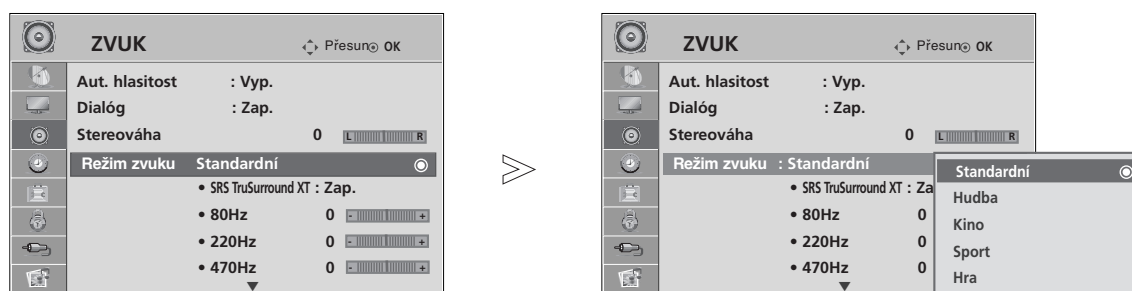 ZVUK Přesun OK
Aut. hlasitost : Vyp.
Dialóg : Zap.
Stereováha 0 L R
Režim zvuku Standardní
• SRS TruSurround XT : Zap.
• 80Hz 0 - +
• 220Hz 0 - +
• 470Hz 0 - +
ZVUK Přesun OK
Aut. hlasitost : Vyp.
Dialóg : Zap.
Stereováha 0 L R
Režim zvuku : Standardní
• SRS TruSurround XT : Za
• 80Hz 0
• 220Hz 0
• 470Hz 0
Standardní
Hudba
Kino
Sport
Hra